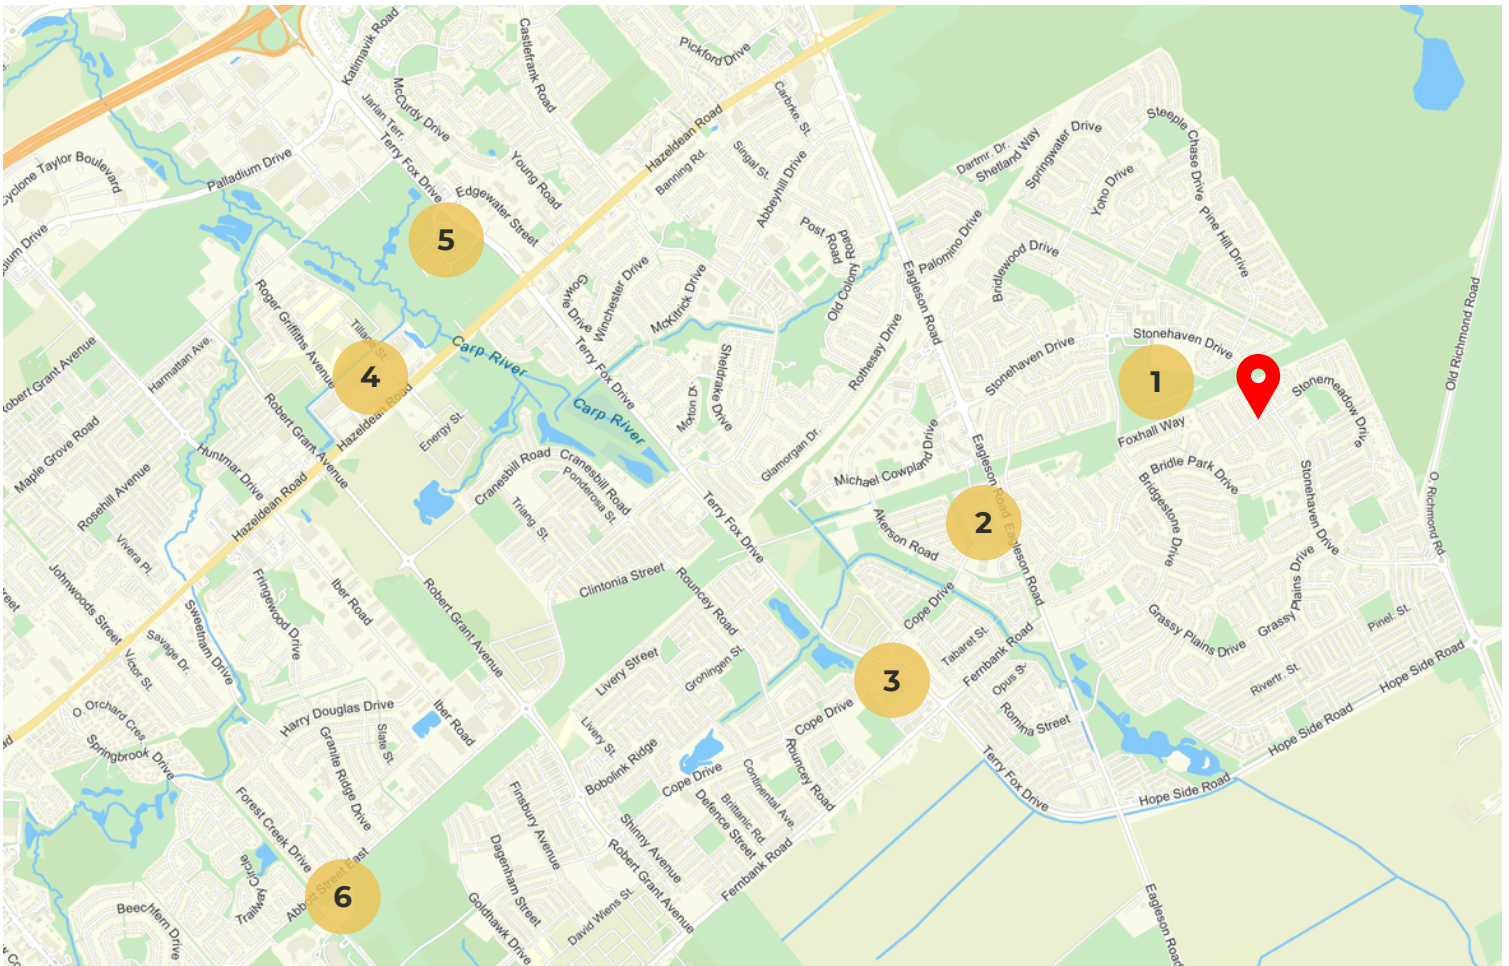 Katimavik Road
Castlefrank Road
Pickford Drive
McCurdy Drive
Jarlan Terr.
Terry Fox Drive
Hazeldean Road
Carbrke. St.
Steeple Chase Drive
Springwater Drive
Dartmr. Dr.
Shetland Way
Singal St.
Banning Rd.
Young Road
Palladium Drive
Cyclone Taylor Boulevard
Edgewater Street
Abbeyhill Drive
Yoho Drive
Pine Hill Drive
Post Road
Old Colony Road
Palomino Drive
Bridlewood Drive
5
dium Drive
Eagleson Road
Gowrie Drive
Winchester Drive
McKitrick Drive
Roger Griffiths Avenue
Tillage St.
Old Richmond Road
Stonehaven Drive
Stonehaven Drive
Carp River
Terry Fox Drive
Rothesay Drive
Robert Grant Avenue
Harmattan Ave.
4
1
Sheldrake Drive
Morton Dr.
Stonemeadow Drive
Carp River
Robert Grant Avenue
Hazeldean Road
Energy St.
Foxhall Way
Maple Grove Road
Glamorgan Dr.
Michael Cowpland Drive
Eagleson Road
Huntmar Drive
Cranesbill Road
Cranesbill Road
Ponderosa St.
Bridle Park Drive
Bridgestone Drive
Stonehaven Drive
O. Richmond Rd
Rosehill Avenue
Hazeldean Road
Triang. St.
Terry Fox Drive
2
Akerson Road
Eagleson Road
Vivera Pl.
Johnwoods Street
Fringewood Drive
Iber Road
Robert Grant Avenue
Clintonia Street
Rouncey Road
Cope Drive
Grassy Plains Drive
Grassy Plains Drive
Pinel. St.
reet
Sweetnam Drive
Savage Dr.
Victor St.
Tabaret St.
Fernbank Road
Livery Street
Groningen St.
3
Opus St.
Rivertr. St.
Hope Side Road
O. Orchard Cres.
Harry Douglas Drive
Iber Road
Cope Drive
Romina Street
Hope Side Road
Springbrook Drive
Granite Ridge Drive
Slate St.
Livery St.
Bobolink Ridge
Rouncey Road
Cope Drive
Continental Ave.
Terry Fox Drive
Hope Side Road
Forest Creek Drive
Finsbury Avenue
Brittanic Rd
Defence Street
Shinny Avenue
Robert Grant Avenue
Fernbank Road
Trailway Circle
Abbott Street East
6
Dagenham Street
Goldhawk Drive
David Wiens St.
Beechfern Drive
Eagleson Road